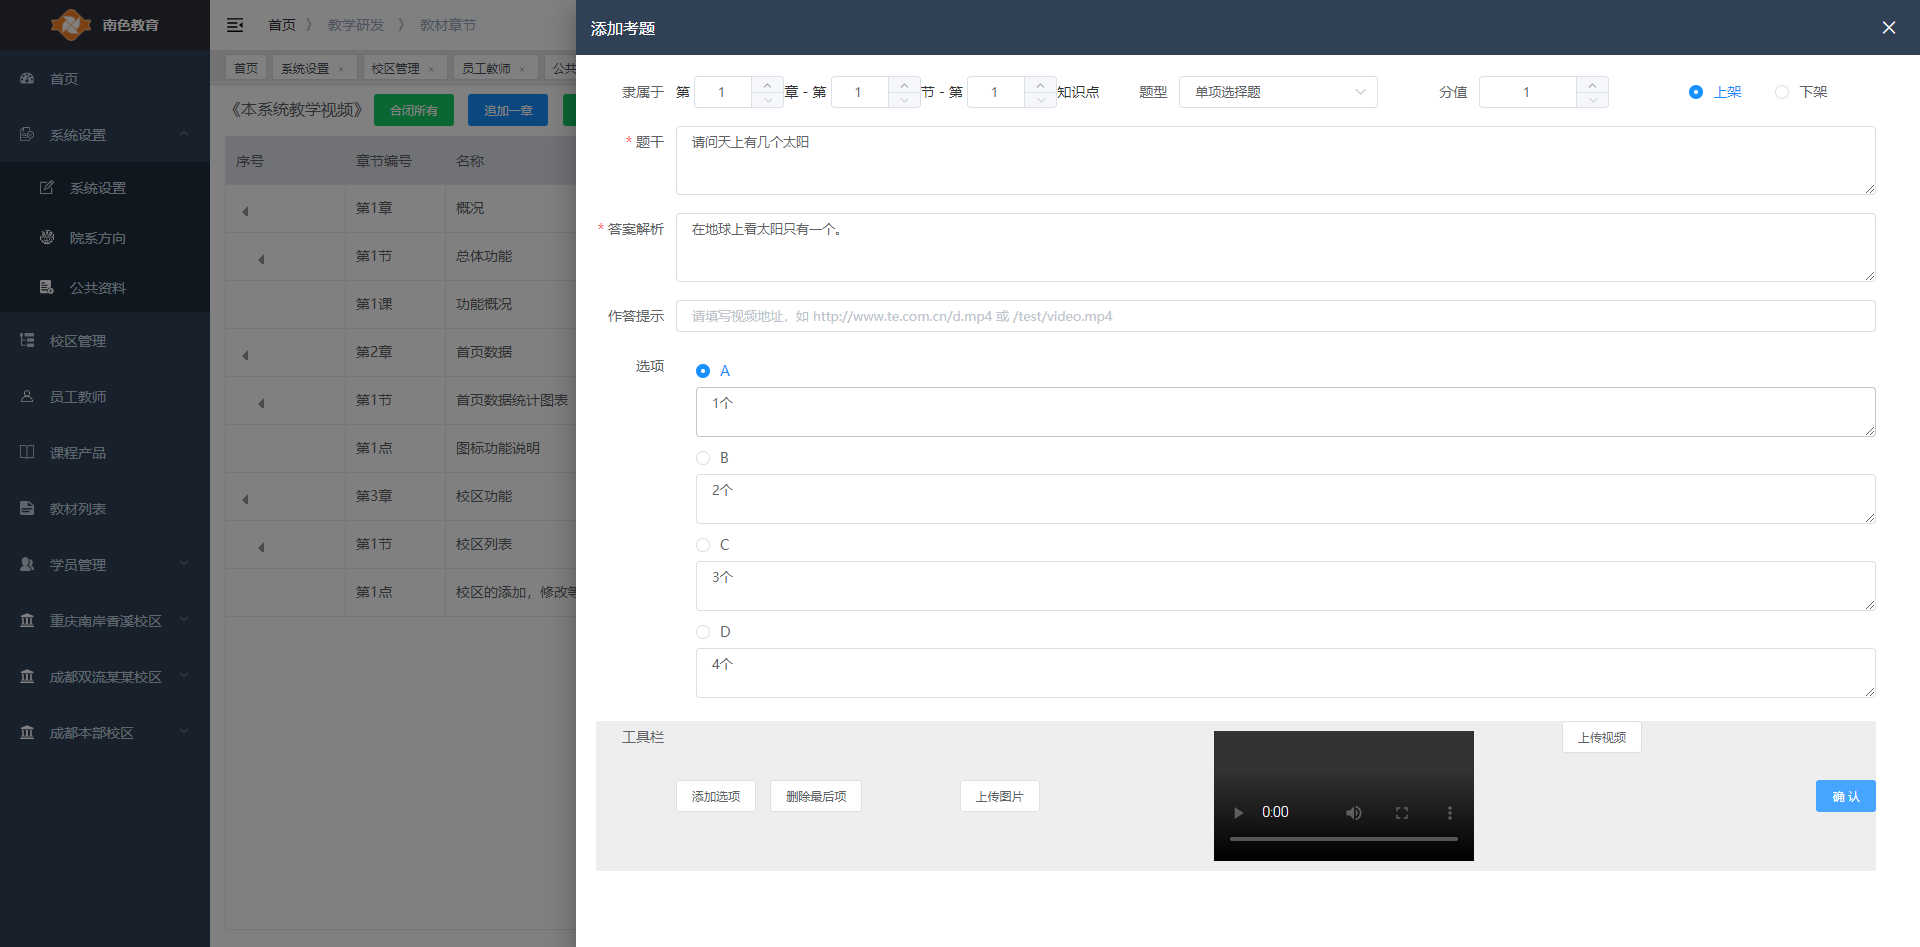 南色教育
首页
系统设置
系统设置
院系方向
公共资料
校区管理
员工教师
课程产品
教材列表
学员管理
重庆南岸香溪校区
成都双流某某校区
成都本部校区
首页 》 教学研发 》 教材章节
首页 系统设置 × 校区管理 × 员工教师 × 公共
《本系统教学视频》 合闭所有 追加一章
序号 章节编号 名称
第1章 概况
第1节 总体功能
第1课 功能概况
第2章 首页数据
第1节 首页数据统计图表
第1点 图标功能说明
第3章 校区功能
第1节 校区列表
第1点 校区的添加，修改等
添加考题
隶属于 第 1 章 - 第 1 节 - 第 1 知识点 题型 单项选择题 分值 1 上架 下架
* 题干 请问天上有几个太阳
* 答案解析 在地球上看太阳只有一个。
作答提示 请填写视频地址，如 http://www.te.com.cn/d.mp4 或 /test/video.mp4
选项
A
1个
B
2个
C
3个
D
4个
工具栏
添加选项 删除最后项 上传图片 0:00 上传视频 确 认